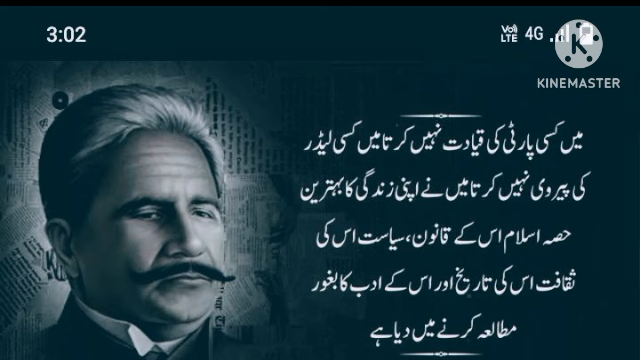 3:02
Vo) LTE 4G
K
KINEMASTER
میں کسی پارٹی کی قیادت نہیں کرتا میں کسی لیڈر
کی پیروی نہیں کرتا میں نے اپنی زندگی کا بہترین
حصہ اسلام اس کے قانون، سیاست اس کی
ثقافت اس کی تاریخ اور اس کے ادب کا بغور
مطالعہ کرنے میں دیا ہے